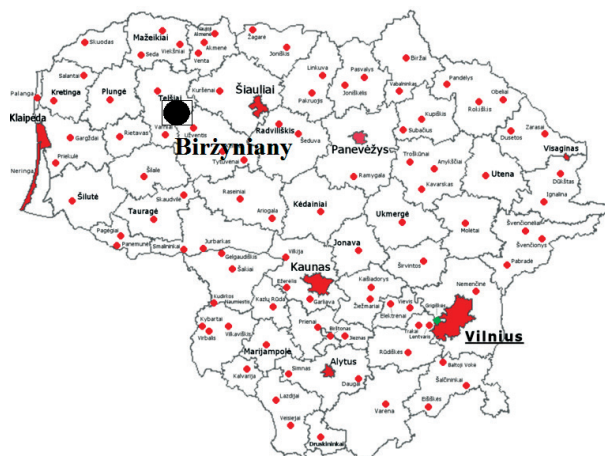 Skuodas
Mažeikiai
Naujoji Akmenė
Akmenė
Žagarė
Joniškis
Seda
Viekšniai
Venta
Linkuva
Pasvalys
Biržai
Salantai
Pandėlys
Palanga
Kretinga
Plungė
Telšiai
Kuršėnai
Šiauliai
Pakruojis
Joniškėlis
Vabalninkas
Obeliai
Rokiškis
Klaipėda
Gargždai
Rietavas
Varniai
Užventis
Radviliškis
Šeduva
Panevėžys
Kupiškis
Subačius
Dusetos
Zarasai
Biržyniany
Visaginas
Priekulė
Tytuvėnai
Troškūnai
Anykščiai
Neringa
Šilalė
Ramygala
Utena
Dūkštas
Skaudvilė
Raseiniai
Kavarskas
Ignalina
Šilutė
Tauragė
Ariogala
Kėdainiai
Ukmergė
Molėtai
Švenčionėliai
Pagėgiai
Panemunė
Smalininkai
Jurbarkas
Gelgaudiškis
Vilkija
Jonava
Širvintos
Švenčionys
Šakiai
Kaunas
Pabradė
Ežerėlis
Kaišiadorys
Nemenčinė
Kudirkos Naumiestis
Kazlų Rūda
Garliava
Žiežmariai
Vievis
Grigiškės
Elektrėnai
Kybartai
Virbalis
Vilkaviškis
Prienai
Birštonas
Jieznas
Trakai
Lentvaris
Vilnius
Marijampolė
Rūdiškės
Alytus
Baltoji Vokė
Kalvarija
Simnas
Daugai
Šalčininkai
Lazdijai
Varėna
Eišiškės
Veisiejai
Druskininkai